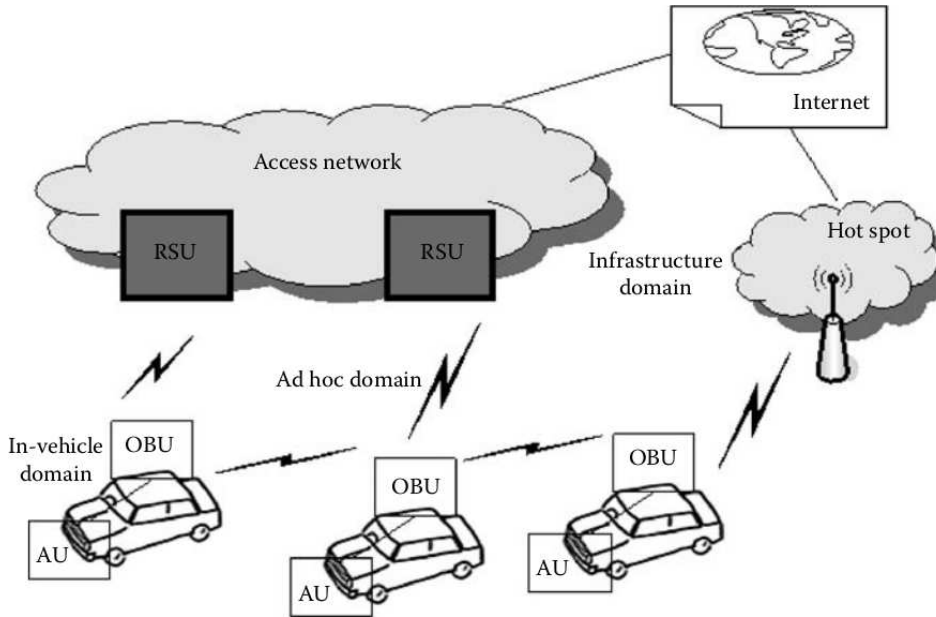 Internet
Access network
Hot spot
RSU
RSU
Infrastructure
domain
Ad hoc domain
In-vehicle
domain
OBU
OBU
OBU
AU
AU
AU